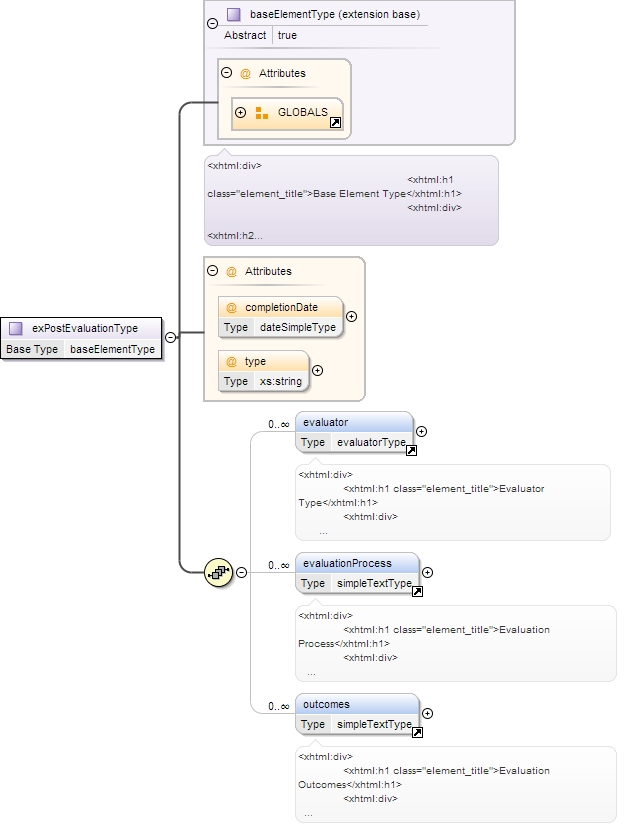 baseElementType (extension base)
Abstract true
@ Attributes
GLOBALS
<xhtml:div>
<xhtml:h1
class="element_title">Base Element Type</xhtml:h1>
<xhtml:div>
<xhtml:h2...
@ Attributes
@ completionDate
Type dateSimpleType
@ type
Type xs:string
exPostEvaluationType
Base Type baseElementType
0..∞
evaluator
Type evaluatorType
<xhtml:div>
<xhtml:h1 class="element_title">Evaluator
Type</xhtml:h1>
<xhtml:div>
...
0..∞
evaluationProcess
Type simpleTextType
<xhtml:div>
<xhtml:h1 class="element_title">Evaluation
Process</xhtml:h1>
<xhtml:div>
...
0..∞
outcomes
Type simpleTextType
<xhtml:div>
<xhtml:h1 class="element_title">Evaluation
Outcomes</xhtml:h1>
<xhtml:div>
...